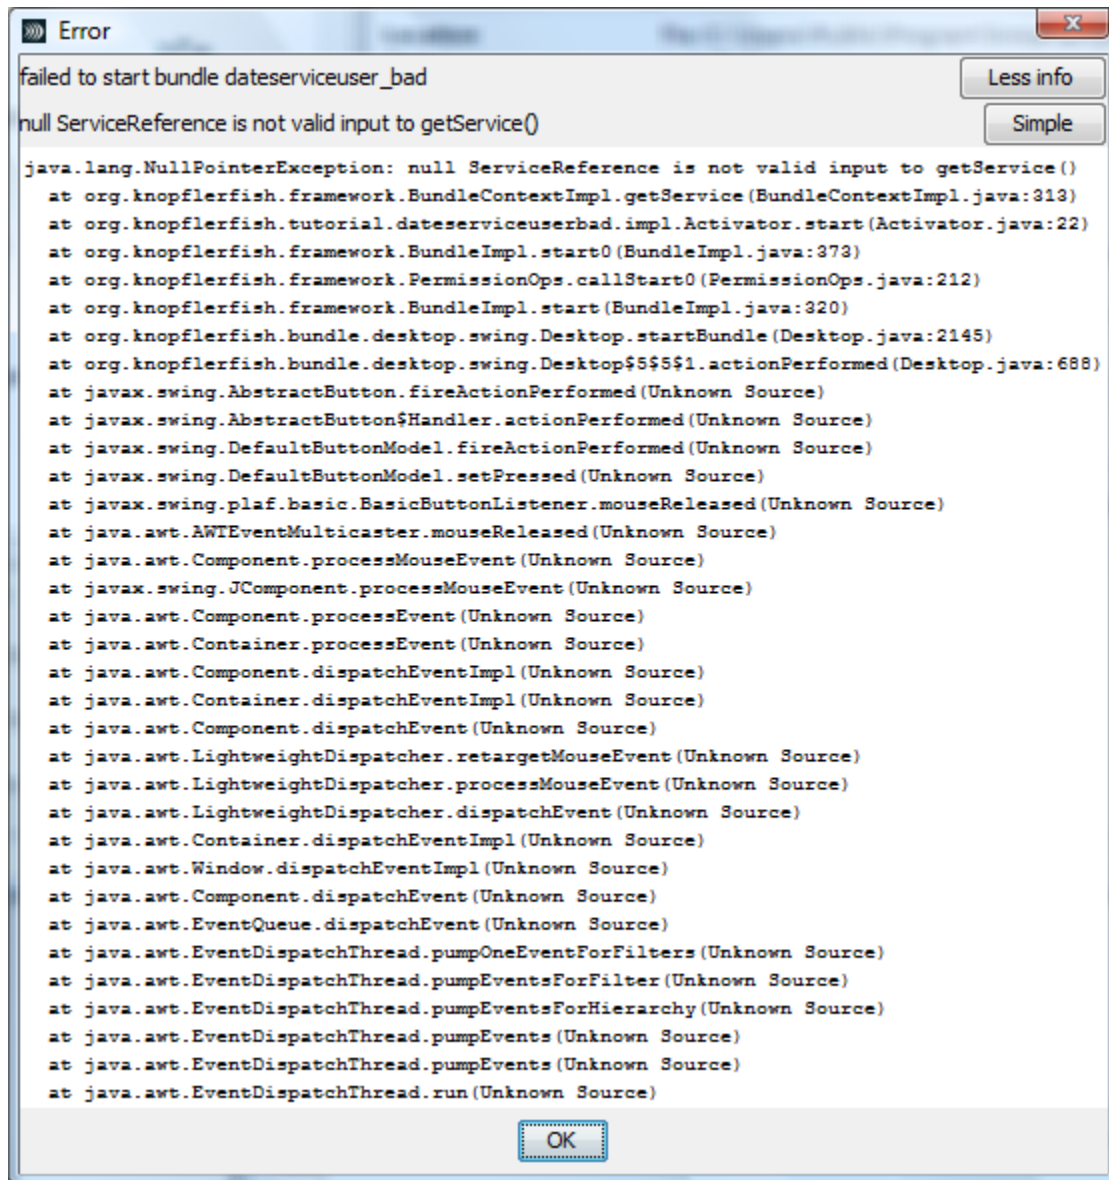 Error
failed to start bundle dateserviceuser_bad
Less info
null ServiceReference is not valid input to getService()
Simple
java.lang.NullPointerException: null ServiceReference is not valid input to getService()
at org.knopflerfish.framework.BundleContextImpl.getService(BundleContextImpl.java:313)
at org.knopflerfish.tutorial.dateserviceuserbad.impl.Activator.start(Activator.java:22)
at org.knopflerfish.framework.BundleImpl.start0(BundleImpl.java:373)
at org.knopflerfish.framework.PermissionOps.callStart0(PermissionOps.java:212)
at org.knopflerfish.framework.BundleImpl.start(BundleImpl.java:320)
at org.knopflerfish.bundle.desktop.swing.Desktop.startBundle(Desktop.java:2145)
at org.knopflerfish.bundle.desktop.swing.Desktop$5$5$1.actionPerformed(Desktop.java:688)
at javax.swing.AbstractButton.fireActionPerformed(Unknown Source)
at javax.swing.AbstractButton$Handler.actionPerformed(Unknown Source)
at javax.swing.DefaultButtonModel.fireActionPerformed(Unknown Source)
at javax.swing.DefaultButtonModel.setPressed(Unknown Source)
at javax.swing.plaf.basic.BasicButtonListener.mouseReleased(Unknown Source)
at java.awt.AWTEventMulticaster.mouseReleased(Unknown Source)
at java.awt.Component.processMouseEvent(Unknown Source)
at javax.swing.JComponent.processMouseEvent(Unknown Source)
at java.awt.Component.processEvent(Unknown Source)
at java.awt.Container.processEvent(Unknown Source)
at java.awt.Component.dispatchEventImpl(Unknown Source)
at java.awt.Container.dispatchEventImpl(Unknown Source)
at java.awt.Component.dispatchEvent(Unknown Source)
at java.awt.LightweightDispatcher.retargetMouseEvent(Unknown Source)
at java.awt.LightweightDispatcher.processMouseEvent(Unknown Source)
at java.awt.LightweightDispatcher.dispatchEvent(Unknown Source)
at java.awt.Container.dispatchEventImpl(Unknown Source)
at java.awt.Window.dispatchEventImpl(Unknown Source)
at java.awt.Component.dispatchEvent(Unknown Source)
at java.awt.EventQueue.dispatchEvent(Unknown Source)
at java.awt.EventDispatchThread.pumpOneEventForFilters(Unknown Source)
at java.awt.EventDispatchThread.pumpEventsForFilter(Unknown Source)
at java.awt.EventDispatchThread.pumpEventsForHierarchy(Unknown Source)
at java.awt.EventDispatchThread.pumpEvents(Unknown Source)
at java.awt.EventDispatchThread.pumpEvents(Unknown Source)
at java.awt.EventDispatchThread.run(Unknown Source)
OK